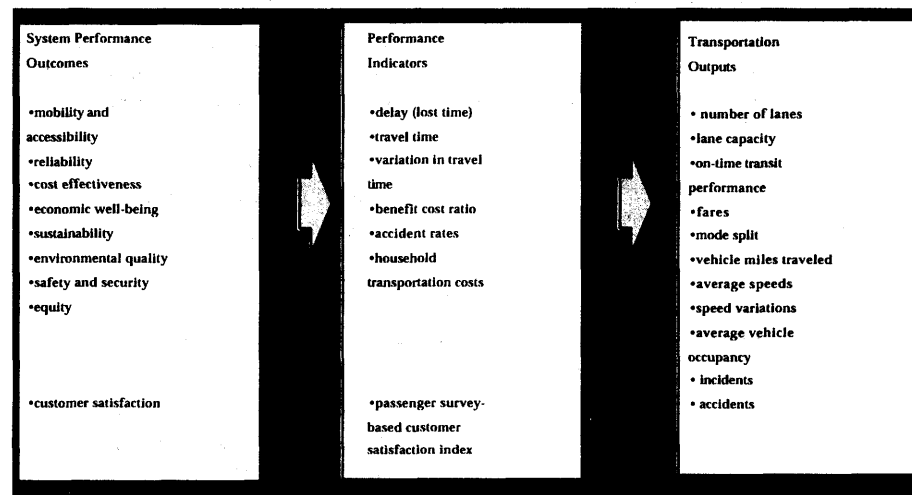 System Performance
Outcomes
•mobility and
accessibility
•reliability
•cost effectiveness
•economic well-being
•sustainability
•environmental quality
•safety and security
•equity
•customer satisfaction
Performance
Indicators
•delay (lost time)
•travel time
•variation in travel
time
•benefit cost ratio
•accident rates
•household
transportation costs
•passenger survey-
based customer
satisfaction index
Transportation
Outputs
• number of lanes
•lane capacity
•on-time transit
performance
•fares
•mode split
•vehicle miles traveled
•average speeds
•speed variations
•average vehicle
occupancy
• incidents
• accidents